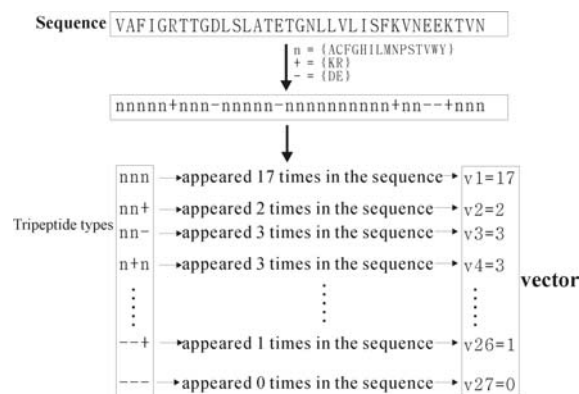 Sequence VAFIGRTTGDLSLATETGNLLVLISFKVNEEKTVN
n = {ACFGHILMNPSTVWY}
+ = {KR}
- = {DE}
nnnnn+nnn-nnnnn-nnnnnnnnnn+nn--+nnn
nnn appeared 17 times in the sequence v1=17
nn+ appeared 2 times in the sequence v2=2
Tripeptide types
nn- appeared 3 times in the sequence v3=3
n+n appeared 3 times in the sequence v4=3
vector
--+ appeared 1 times in the sequence v26=1
--- appeared 0 times in the sequence v27=0